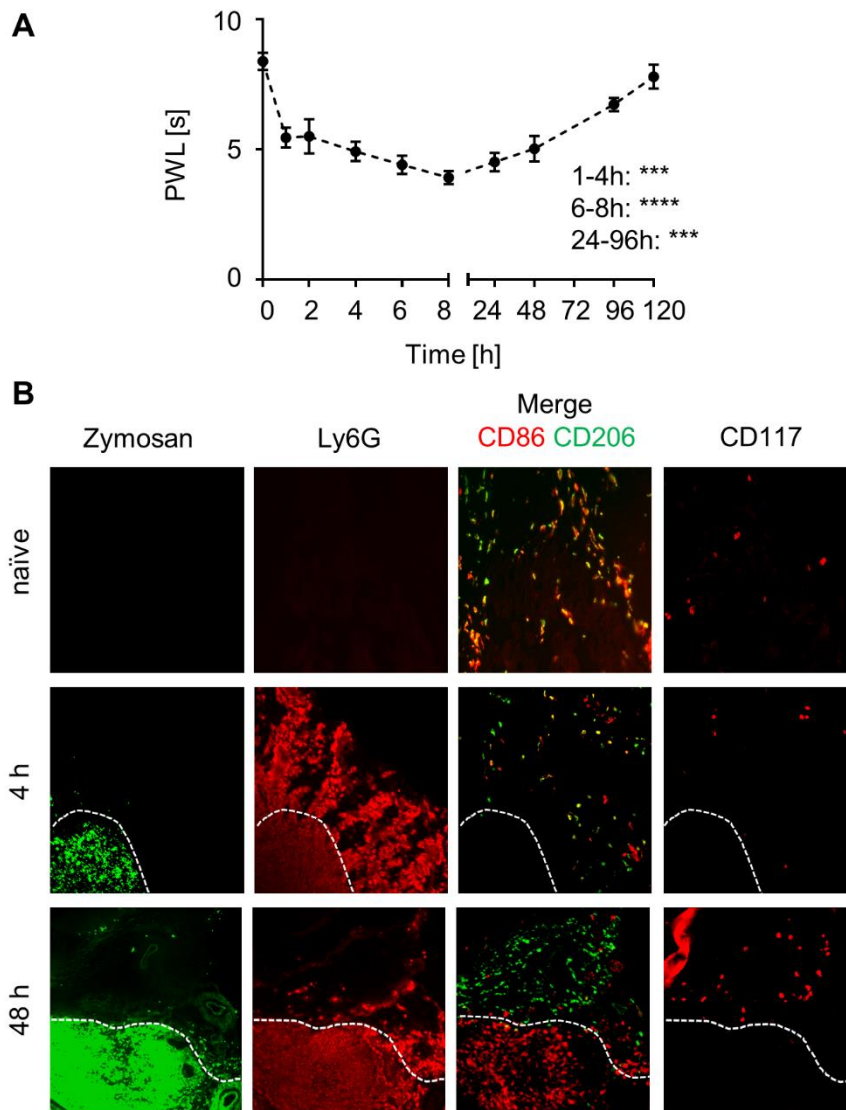 A
10
5
0
PWL [s]
1-4h: ***
6-8h: ****
24-96h: ***
0 2 4 6 8 24 48 72 96 120
Time [h]
B
Merge
Zymosan Ly6G CD86 CD206 CD117
naïve
4 h
48 h